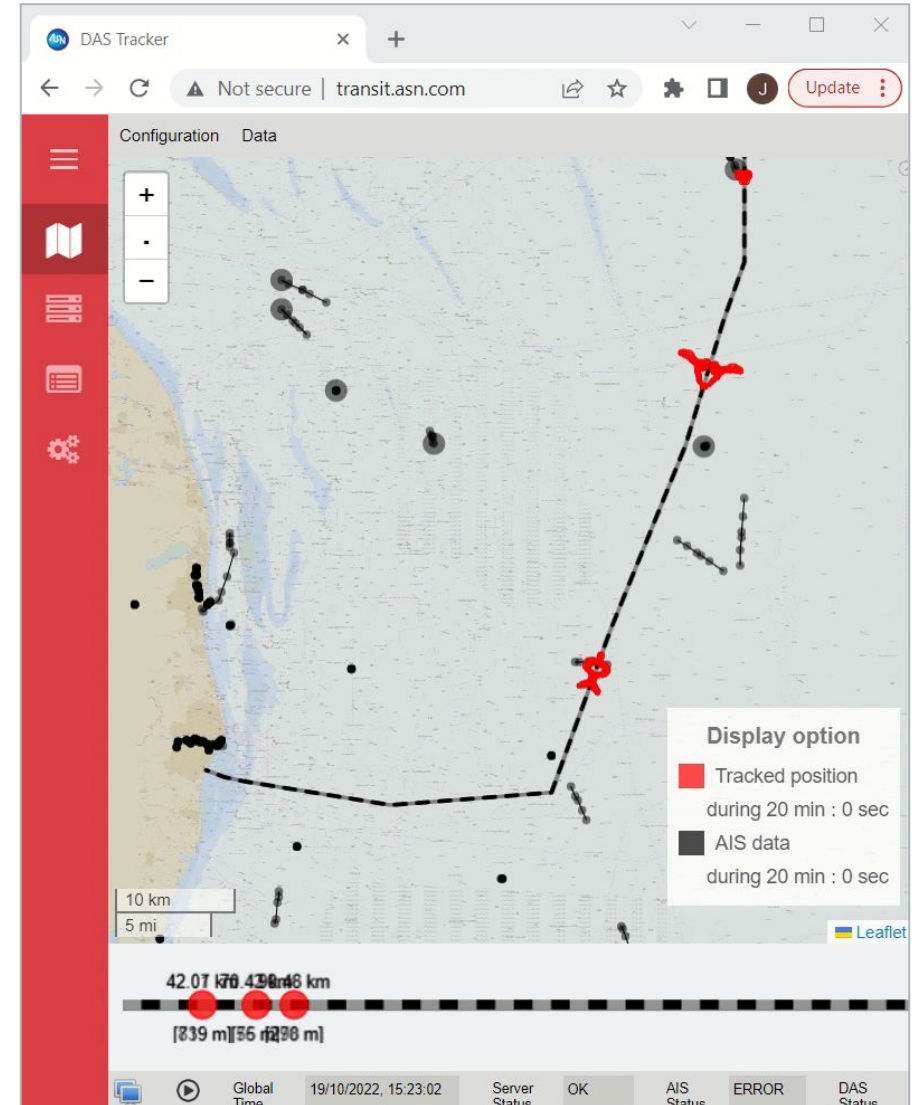 ASN DAS Tracker
Not secure | transit.asn.com J Update
Configuration Data
+
-
Display option
Tracked position
during 20 min : 0 sec
AIS data
during 20 min : 0 sec
10 km
5 mi
Leaflet
42.07 km
Global Time 19/10/2022, 15:23:02 Server Status OK AIS Status ERROR DAS Status